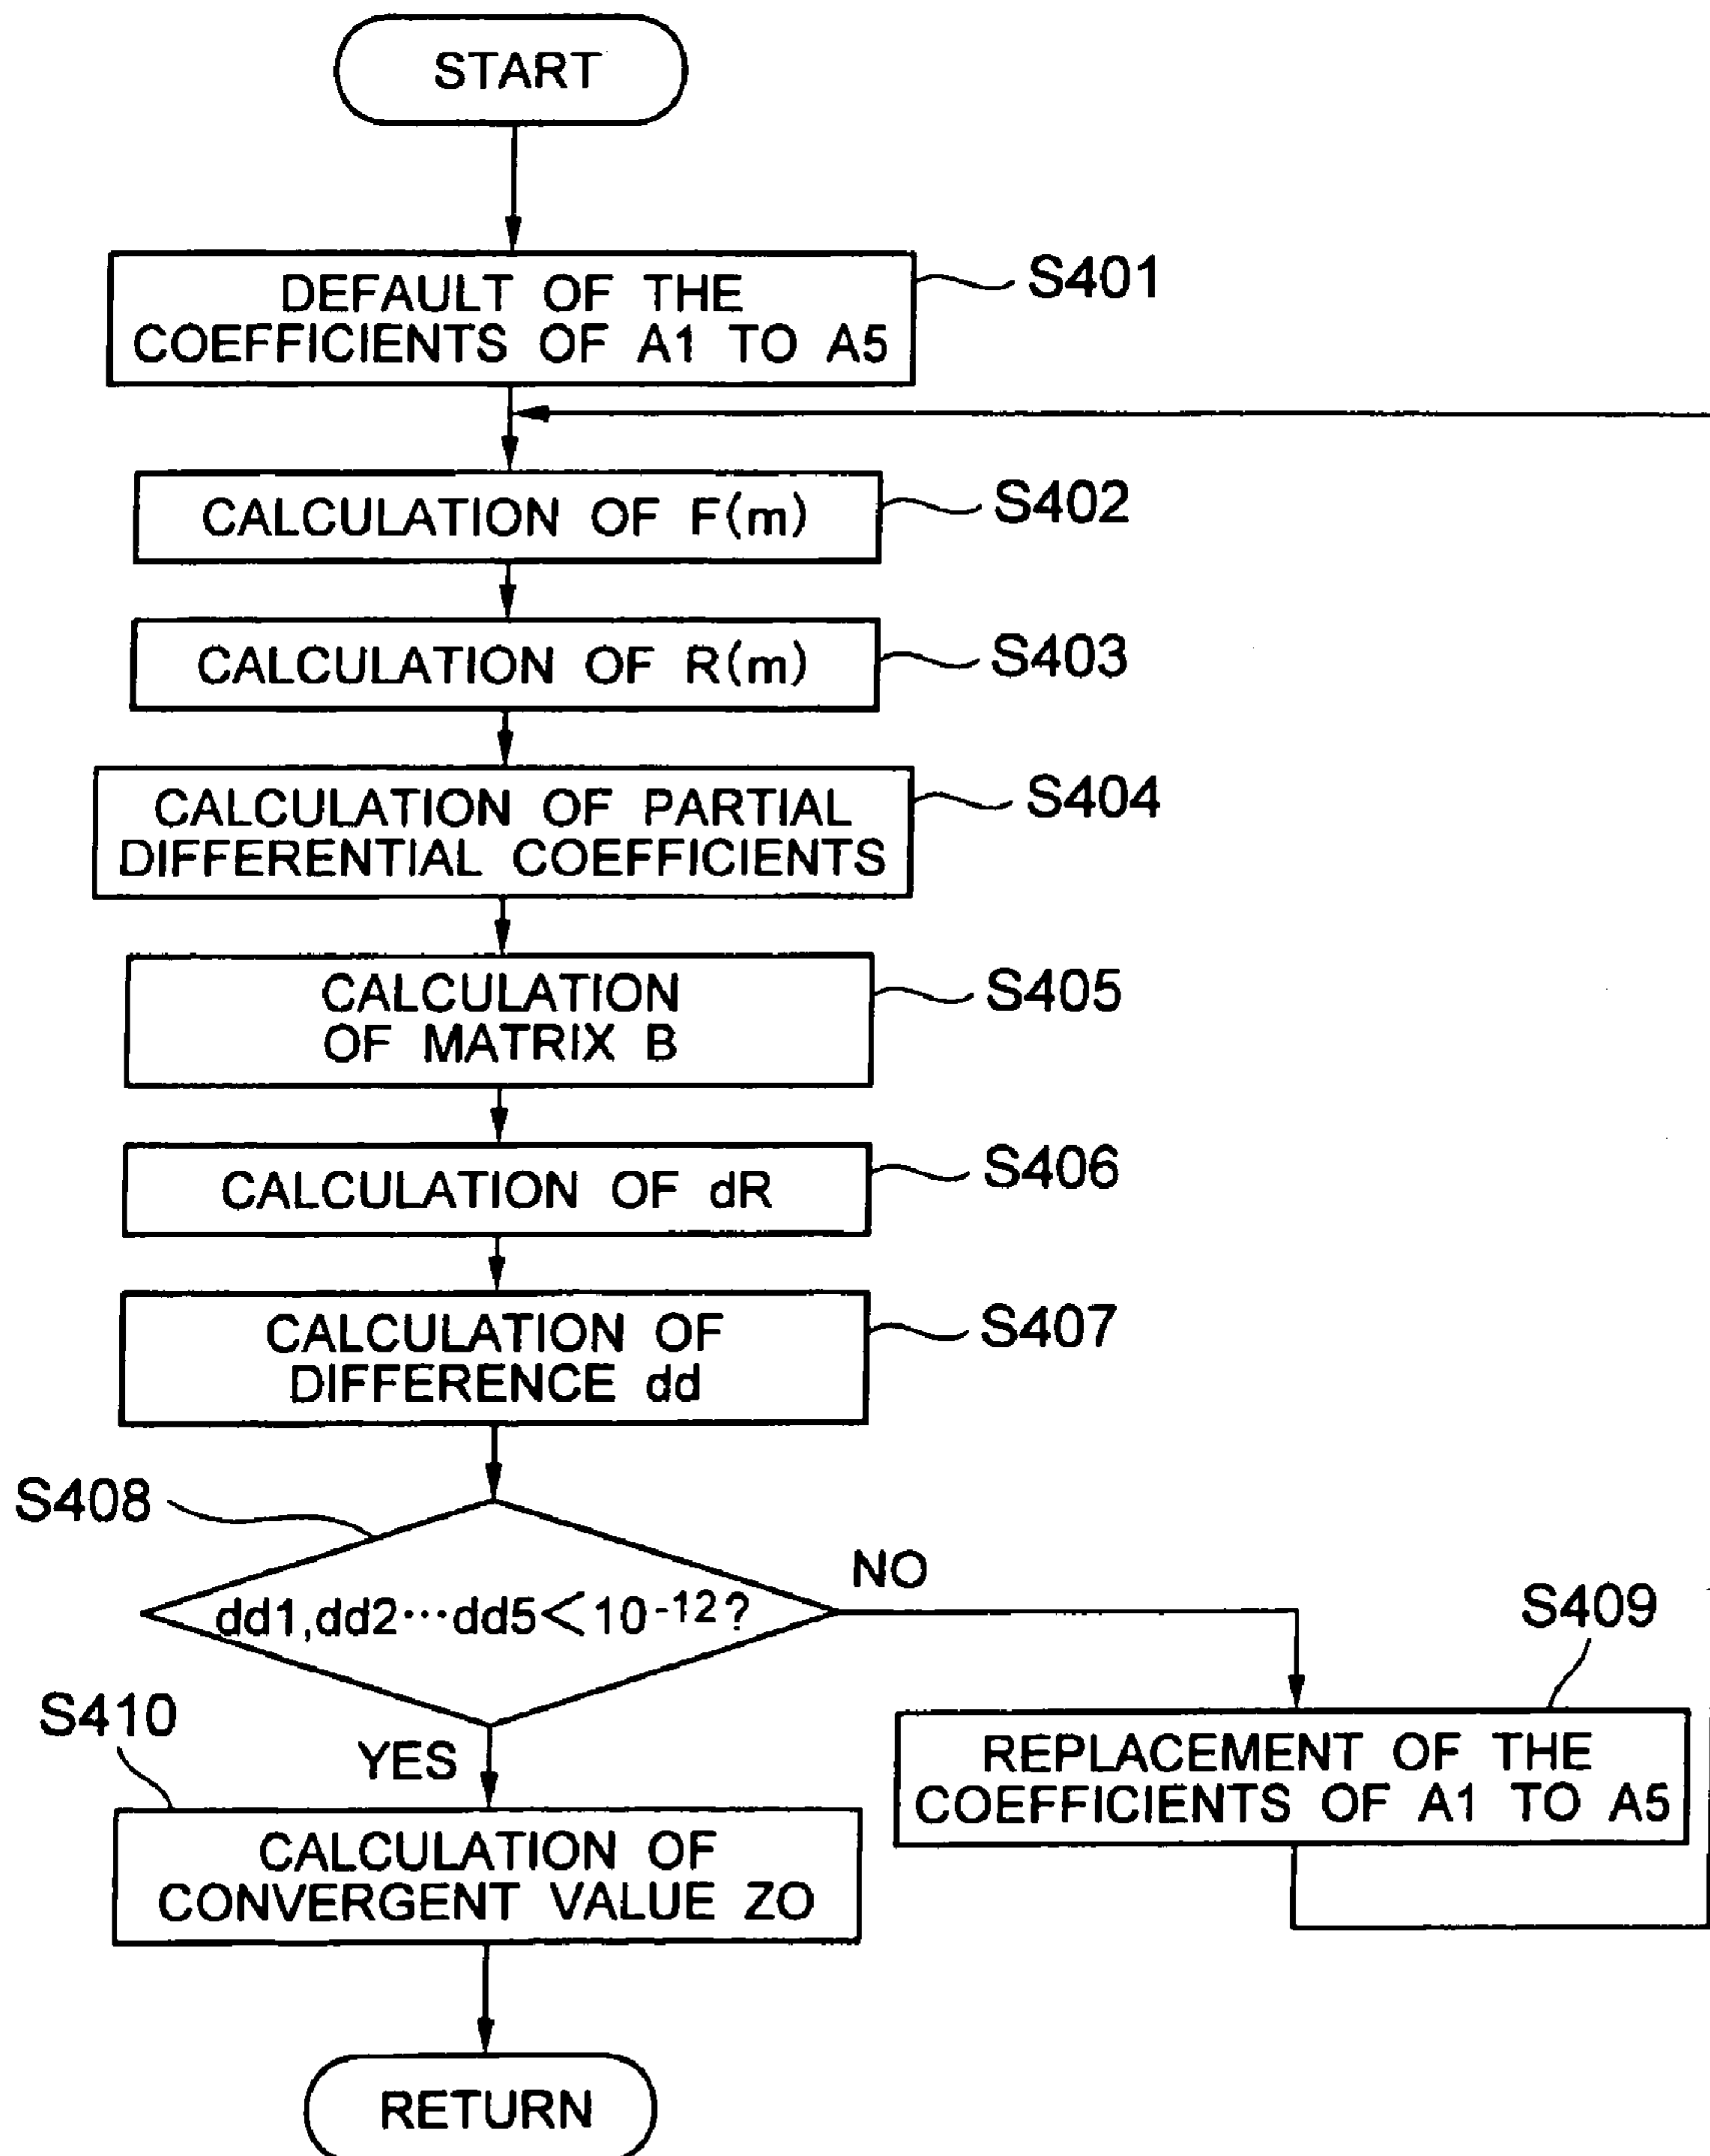 START
DEFAULT OF THE
COEFFICIENTS OF A1 TO A5
S401
CALCULATION OF F(m)
S402
CALCULATION OF R(m)
S403
CALCULATION OF PARTIAL
DIFFERENTIAL COEFFICIENTS
S404
CALCULATION
OF MATRIX B
S405
CALCULATION OF dR
S406
CALCULATION OF
DIFFERENCE dd
S407
S408
dd1,dd2···dd5<10⁻¹²?
NO
S409
REPLACEMENT OF THE
COEFFICIENTS OF A1 TO A5
YES
S410
CALCULATION OF
CONVERGENT VALUE ZO
RETURN